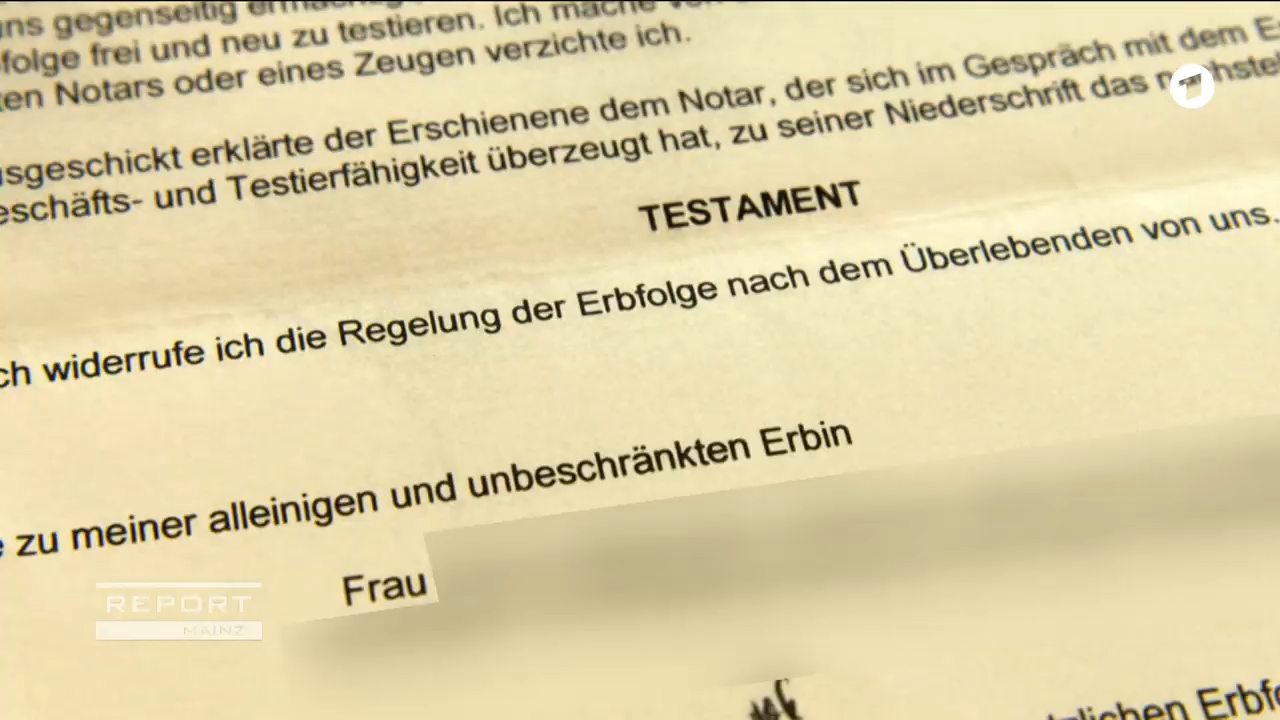 uns gegenseitig
folge frei und neu zu testieren. Ich mache
ten Notars oder eines Zeugen verzichte ich.
usgeschickt erklärte der Erschienene dem Notar, der sich im Gespräch mit dem
eschäfts- und Testierfähigkeit überzeugt hat, zu seiner Niederschrift das
TESTAMENT
ch widerrufe ich die Regelung der Erbfolge nach dem Überlebenden von uns.
e zu meiner alleinigen und unbeschränkten Erbin
Frau
REPORT
MAINZ
zlichen Erbfo